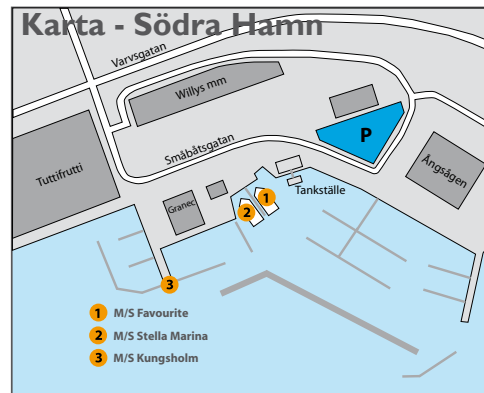 Karta - Södra Hamn
Varvsgatan
Willys mm
P
Småbåtsgatan
Ångsågen
Tuttifrutti
Tankställe
Granec
1
2
3
1 M/S Favourite
2 M/S Stella Marina
3 M/S Kungsholm